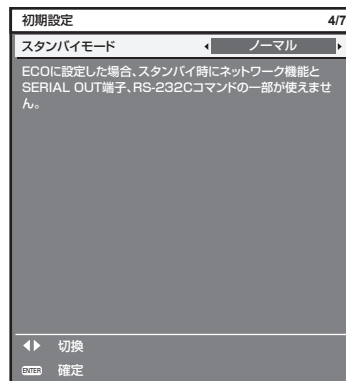 初期設定 4/7
スタンバイモード ノーマル
ECOに設定した場合、スタンバイ時にネットワーク機能と
SERIAL OUT端子、RS-232Cコマンドの一部が使えませ
ん。
切換
ENTER 確定